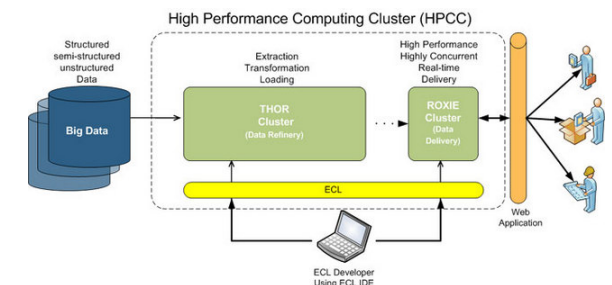 High Performance Computing Cluster (HPCC)
Structured
semi-structured
unstructured
Data
Big Data
Extraction
Transformation
Loading
THOR
Cluster
(Data Refinery)
High Performance
Highly Concurrent
Real-time
Delivery
ROXIE
Cluster
(Data
Delivery)
ECL
Web
Application
ECL Developer
Using ECL IDE